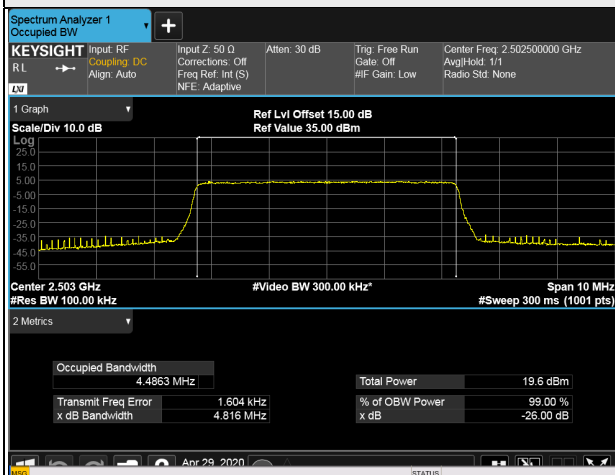 Spectrum Analyzer 1
Occupied BW
KEYSIGHT
RL
LXI
Input: RF
Coupling: DC
Align: Auto
Input Z: 50 Ω
Corrections: Off
Freq Ref: Int (S)
NFE: Adaptive
Atten: 30 dB
Trig: Free Run
Gate: Off
#IF Gain: Low
Center Freq: 2.502500000 GHz
Avg|Hold: 1/1
Radio Std: None
1 Graph
Scale/Div 10.0 dB
Ref Lvl Offset 15.00 dB
Ref Value 35.00 dBm
Log
25.0
15.0
5.00
-5.00
-15.0
-25.0
-35.0
-45.0
-55.0
Center 2.503 GHz
#Res BW 100.00 kHz
#Video BW 300.00 kHz*
Span 10 MHz
#Sweep 300 ms (1001 pts)
2 Metrics
Occupied Bandwidth
4.4863 MHz
Transmit Freq Error 1.604 kHz
x dB Bandwidth 4.816 MHz
Total Power 19.6 dBm
% of OBW Power 99.00 %
x dB -26.00 dB
Apr 29, 2020
MSG
STATUS